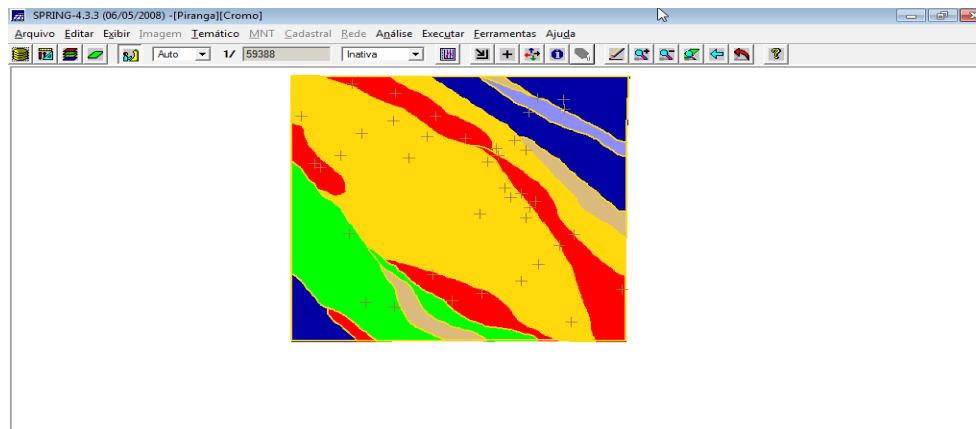 SPRING-4.3.3 (06/05/2008) -[Piranga][Cromo]
Arquivo Editar Exibir Imagem Temático MNT Cadastral Rede Análise Executar Ferramentas Ajuda
Auto 1/ 59388 Inativa